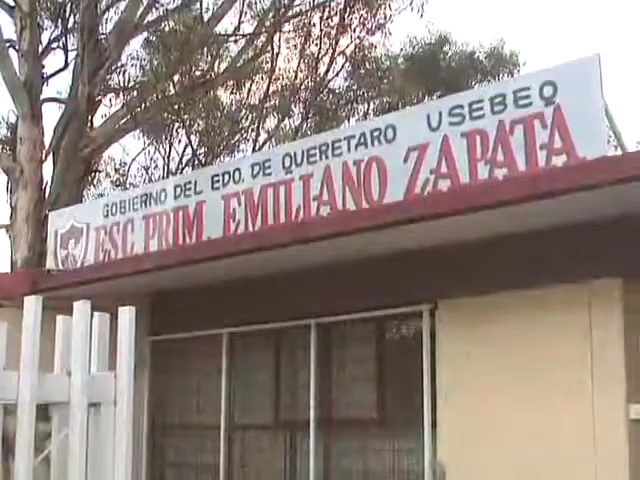 GOBIERNO DEL EDO. DE QUERETARO USEBEQ
ESC PRIM. EMILIANO ZAPATA